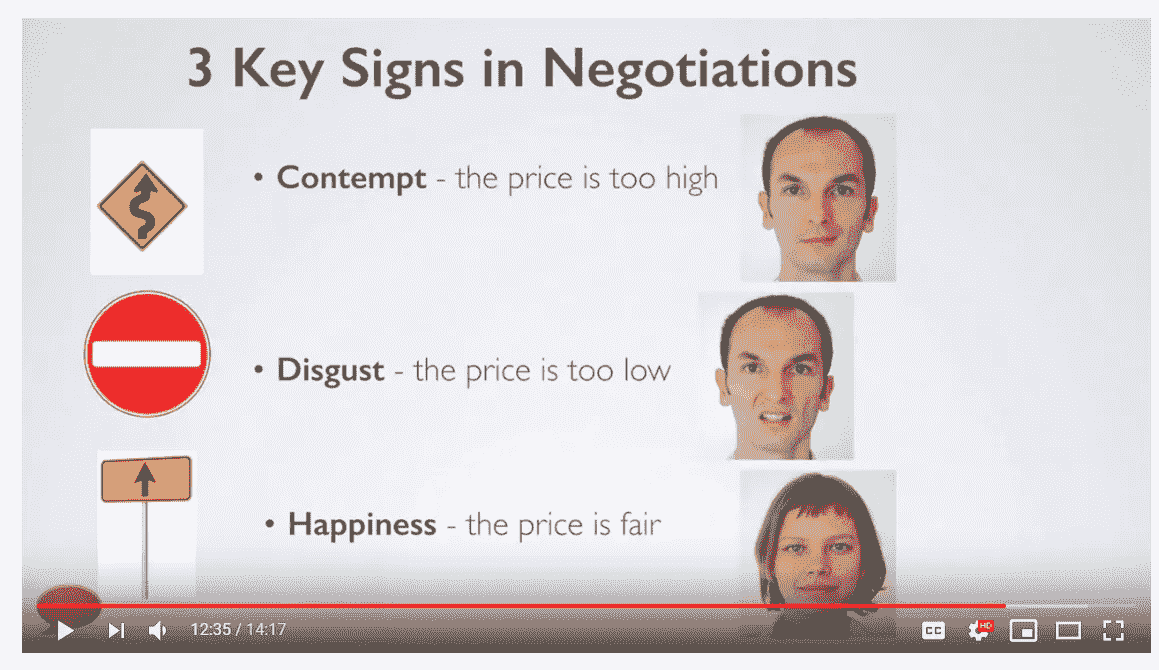 3 Key Signs in Negotiations
• Contempt - the price is too high
• Disgust - the price is too low
• Happiness - the price is fair
12:35 / 14:17
CC
HD